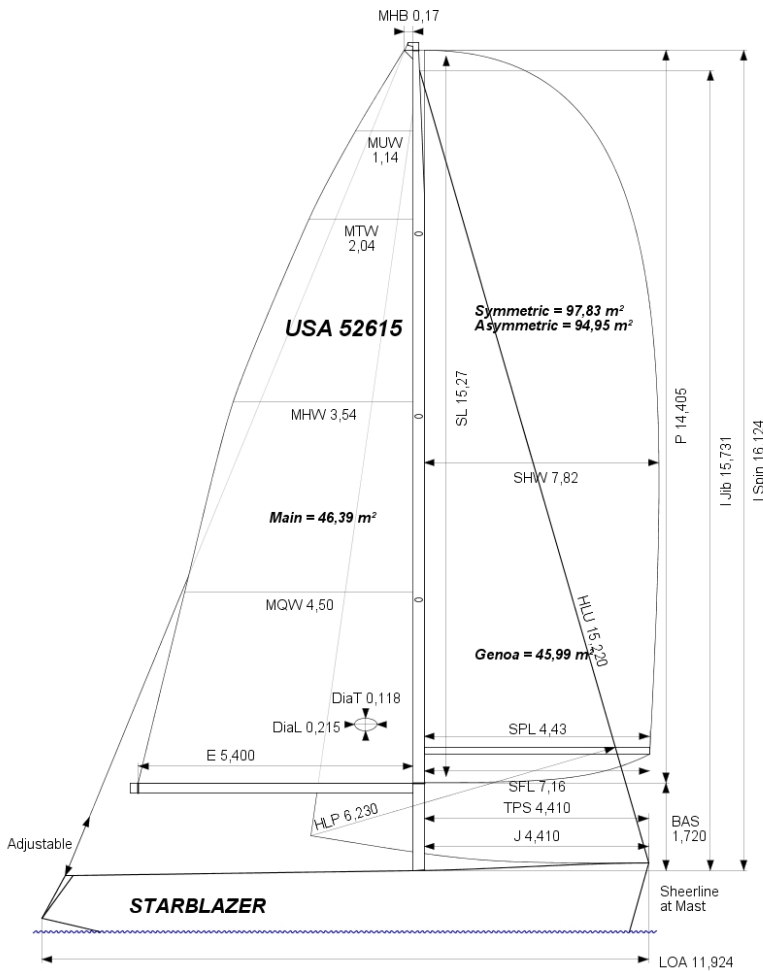 MHB 0,17
MUW
1,14
MTW
2,04
USA 52615
Symmetric = 97,83 m²
Asymmetric = 94,95 m²
SL 15,27
P 14,405
I Jib 15,731
I Spin 16,124
MHW 3,54
SHW 7,82
Main = 46,39 m²
MQW 4,50
HLU 15,220
Genoa = 45,99 m²
DiaT 0,118
DiaL 0,215
SPL 4,43
E 5,400
SFL 7,16
TPS 4,410
HLP 6,230
J 4,410
BAS
1,720
Adjustable
Sheerline
at Mast
STARBLAZER
LOA 11,924